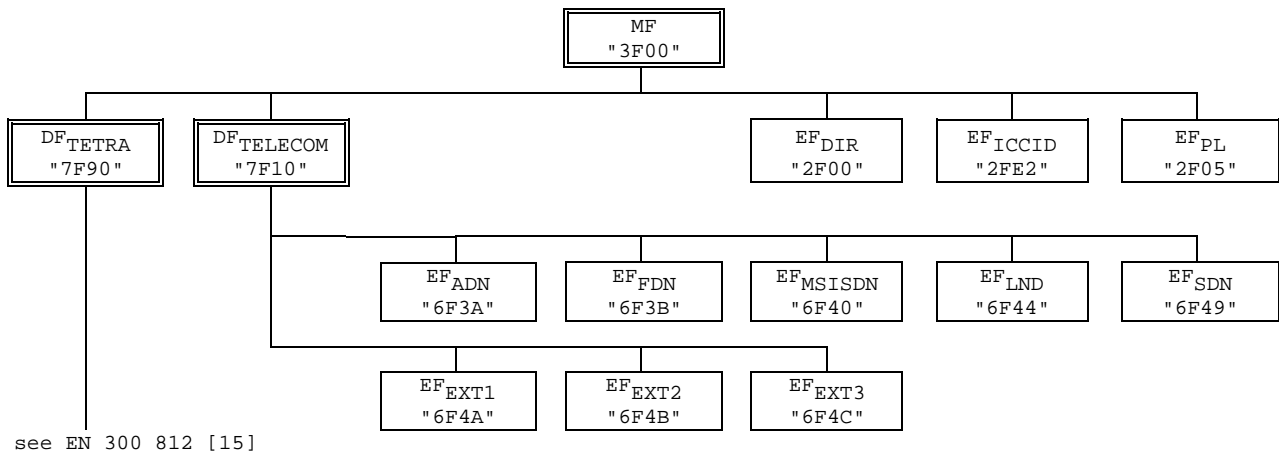 MF
"3F00"
DFTETRA
"7F90"
DFTELECOM
"7F10"
EFDIR
"2F00"
EFICCID
"2FE2"
EFPL
"2F05"
EFADN
"6F3A"
EFFDN
"6F3B"
EFMSISDN
"6F40"
EFLND
"6F44"
EFSDN
"6F49"
EFEXT1
"6F4A"
EFEXT2
"6F4B"
EFEXT3
"6F4C"
see EN 300 812 [15]